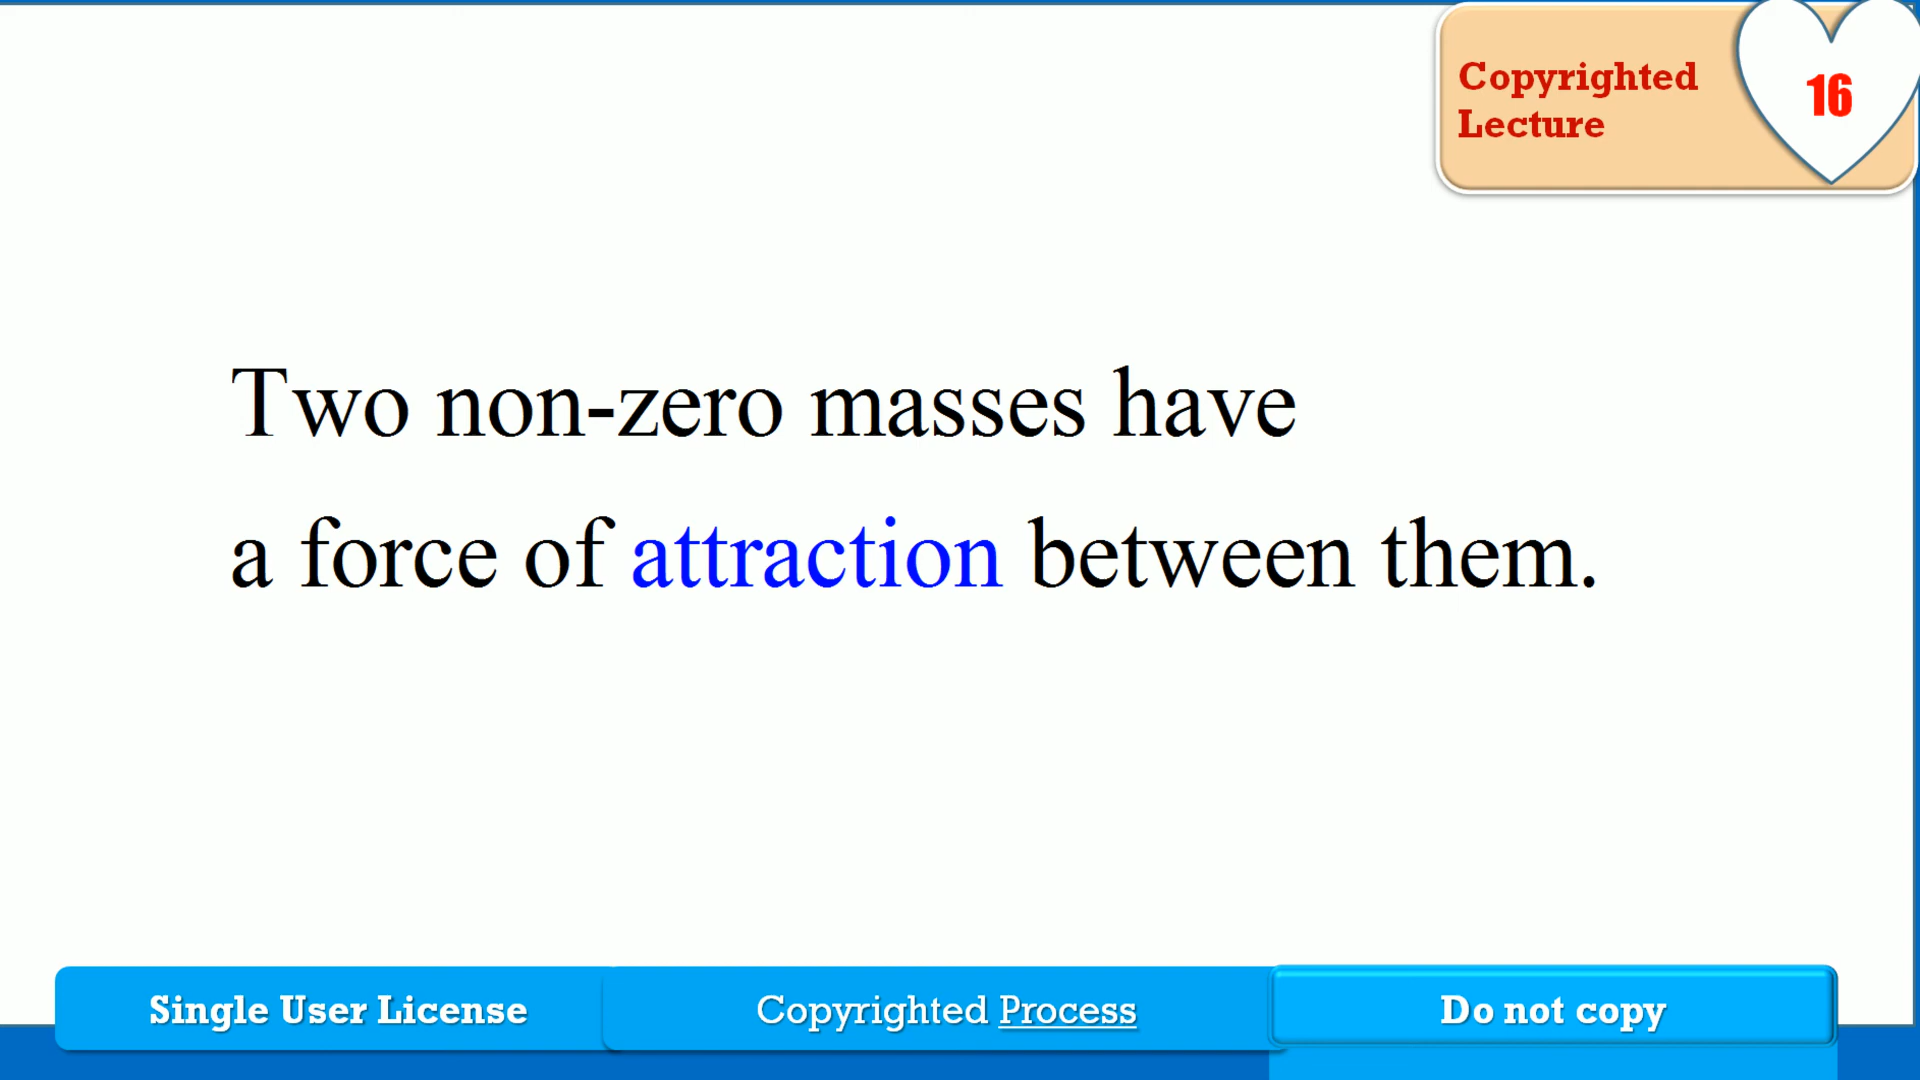 Copyrighted
Lecture
16
Two non-zero masses have
a force of attraction between them.
Single User License
Copyrighted Process
Do not copy